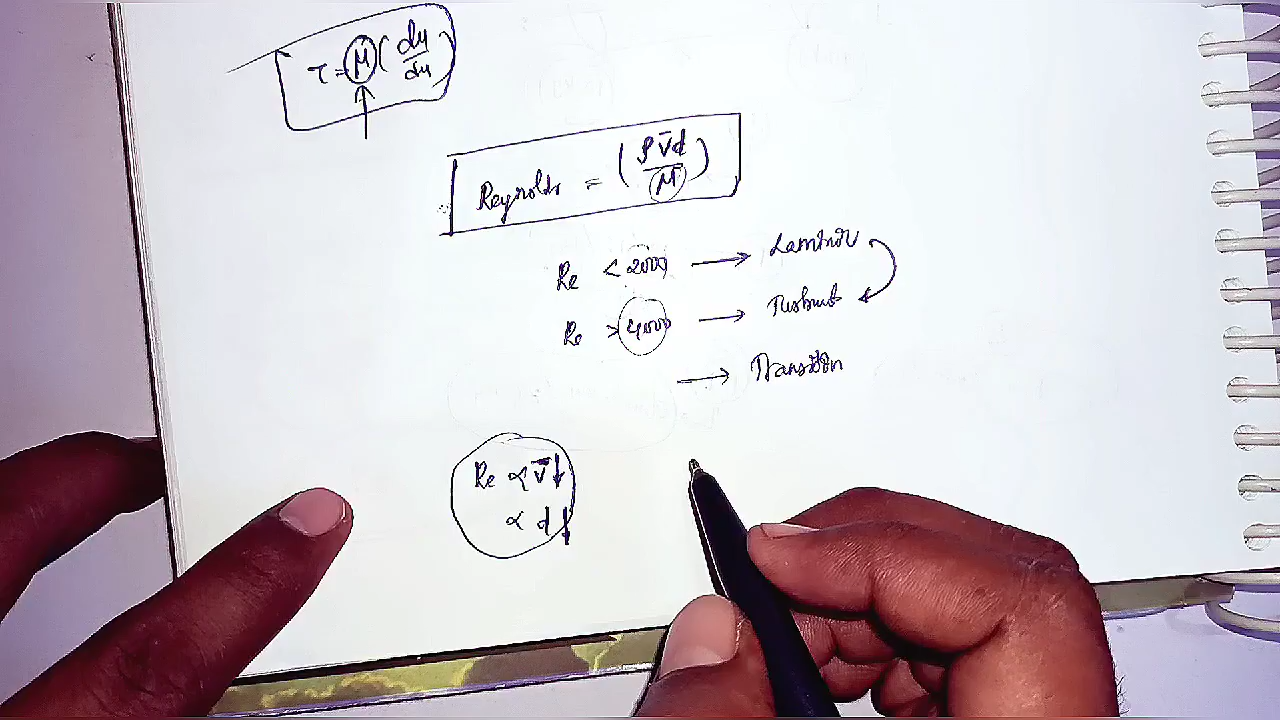 τ = μ (du/dy)
Reynolds = (ρV̄d/μ)
Re < 2000 → Laminar
Re > 4000 → Turbulent
→ Transition
Re ∝ V̄ ↓
∝ d ↓